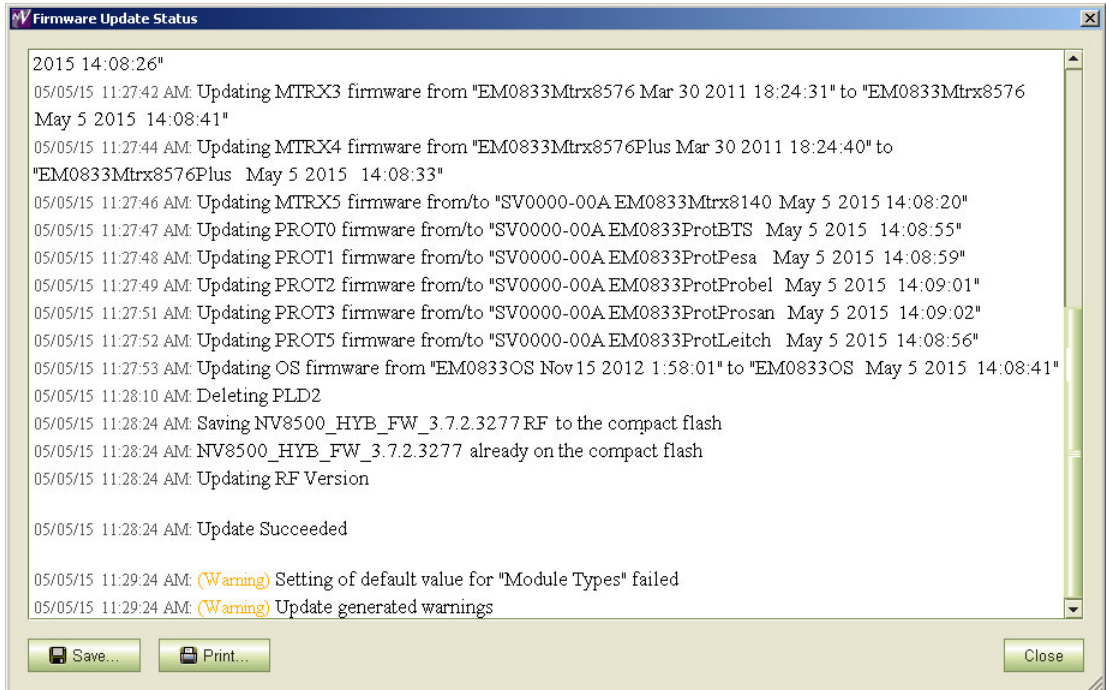 Firmware Update Status
2015 14:08:26"
05/05/15 11:27:42 AM: Updating MTRX3 firmware from "EM0833Mtrx8576 Mar 30 2011 18:24:31" to "EM0833Mtrx8576
May 5 2015 14:08:41"
05/05/15 11:27:44 AM: Updating MTRX4 firmware from "EM0833Mtrx8576Plus Mar 30 2011 18:24:40" to
"EM0833Mtrx8576Plus May 5 2015 14:08:33"
05/05/15 11:27:46 AM: Updating MTRX5 firmware from/to "SV0000-00A EM0833Mtrx8140 May 5 2015 14:08:20"
05/05/15 11:27:47 AM: Updating PROT0 firmware from/to "SV0000-00A EM0833ProtBTS May 5 2015 14:08:55"
05/05/15 11:27:48 AM: Updating PROT1 firmware from/to "SV0000-00A EM0833ProtPesa May 5 2015 14:08:59"
05/05/15 11:27:49 AM: Updating PROT2 firmware from/to "SV0000-00A EM0833ProtProbel May 5 2015 14:09:01"
05/05/15 11:27:51 AM: Updating PROT3 firmware from/to "SV0000-00A EM0833ProtProsan May 5 2015 14:09:02"
05/05/15 11:27:52 AM: Updating PROT5 firmware from/to "SV0000-00A EM0833ProtLeitch May 5 2015 14:08:56"
05/05/15 11:27:53 AM: Updating OS firmware from "EM0833OS Nov 15 2012 1:58:01" to "EM0833OS May 5 2015 14:08:41"
05/05/15 11:28:10 AM: Deleting PLD2
05/05/15 11:28:24 AM: Saving NV8500_HYB_FW_3.7.2.3277 RF to the compact flash
05/05/15 11:28:24 AM: NV8500_HYB_FW_3.7.2.3277 already on the compact flash
05/05/15 11:28:24 AM: Updating RF Version
05/05/15 11:28:24 AM: Update Succeeded
05/05/15 11:29:24 AM: (Warning) Setting of default value for "Module Types" failed
05/05/15 11:29:24 AM: (Warning) Update generated warnings
Save... Print... Close